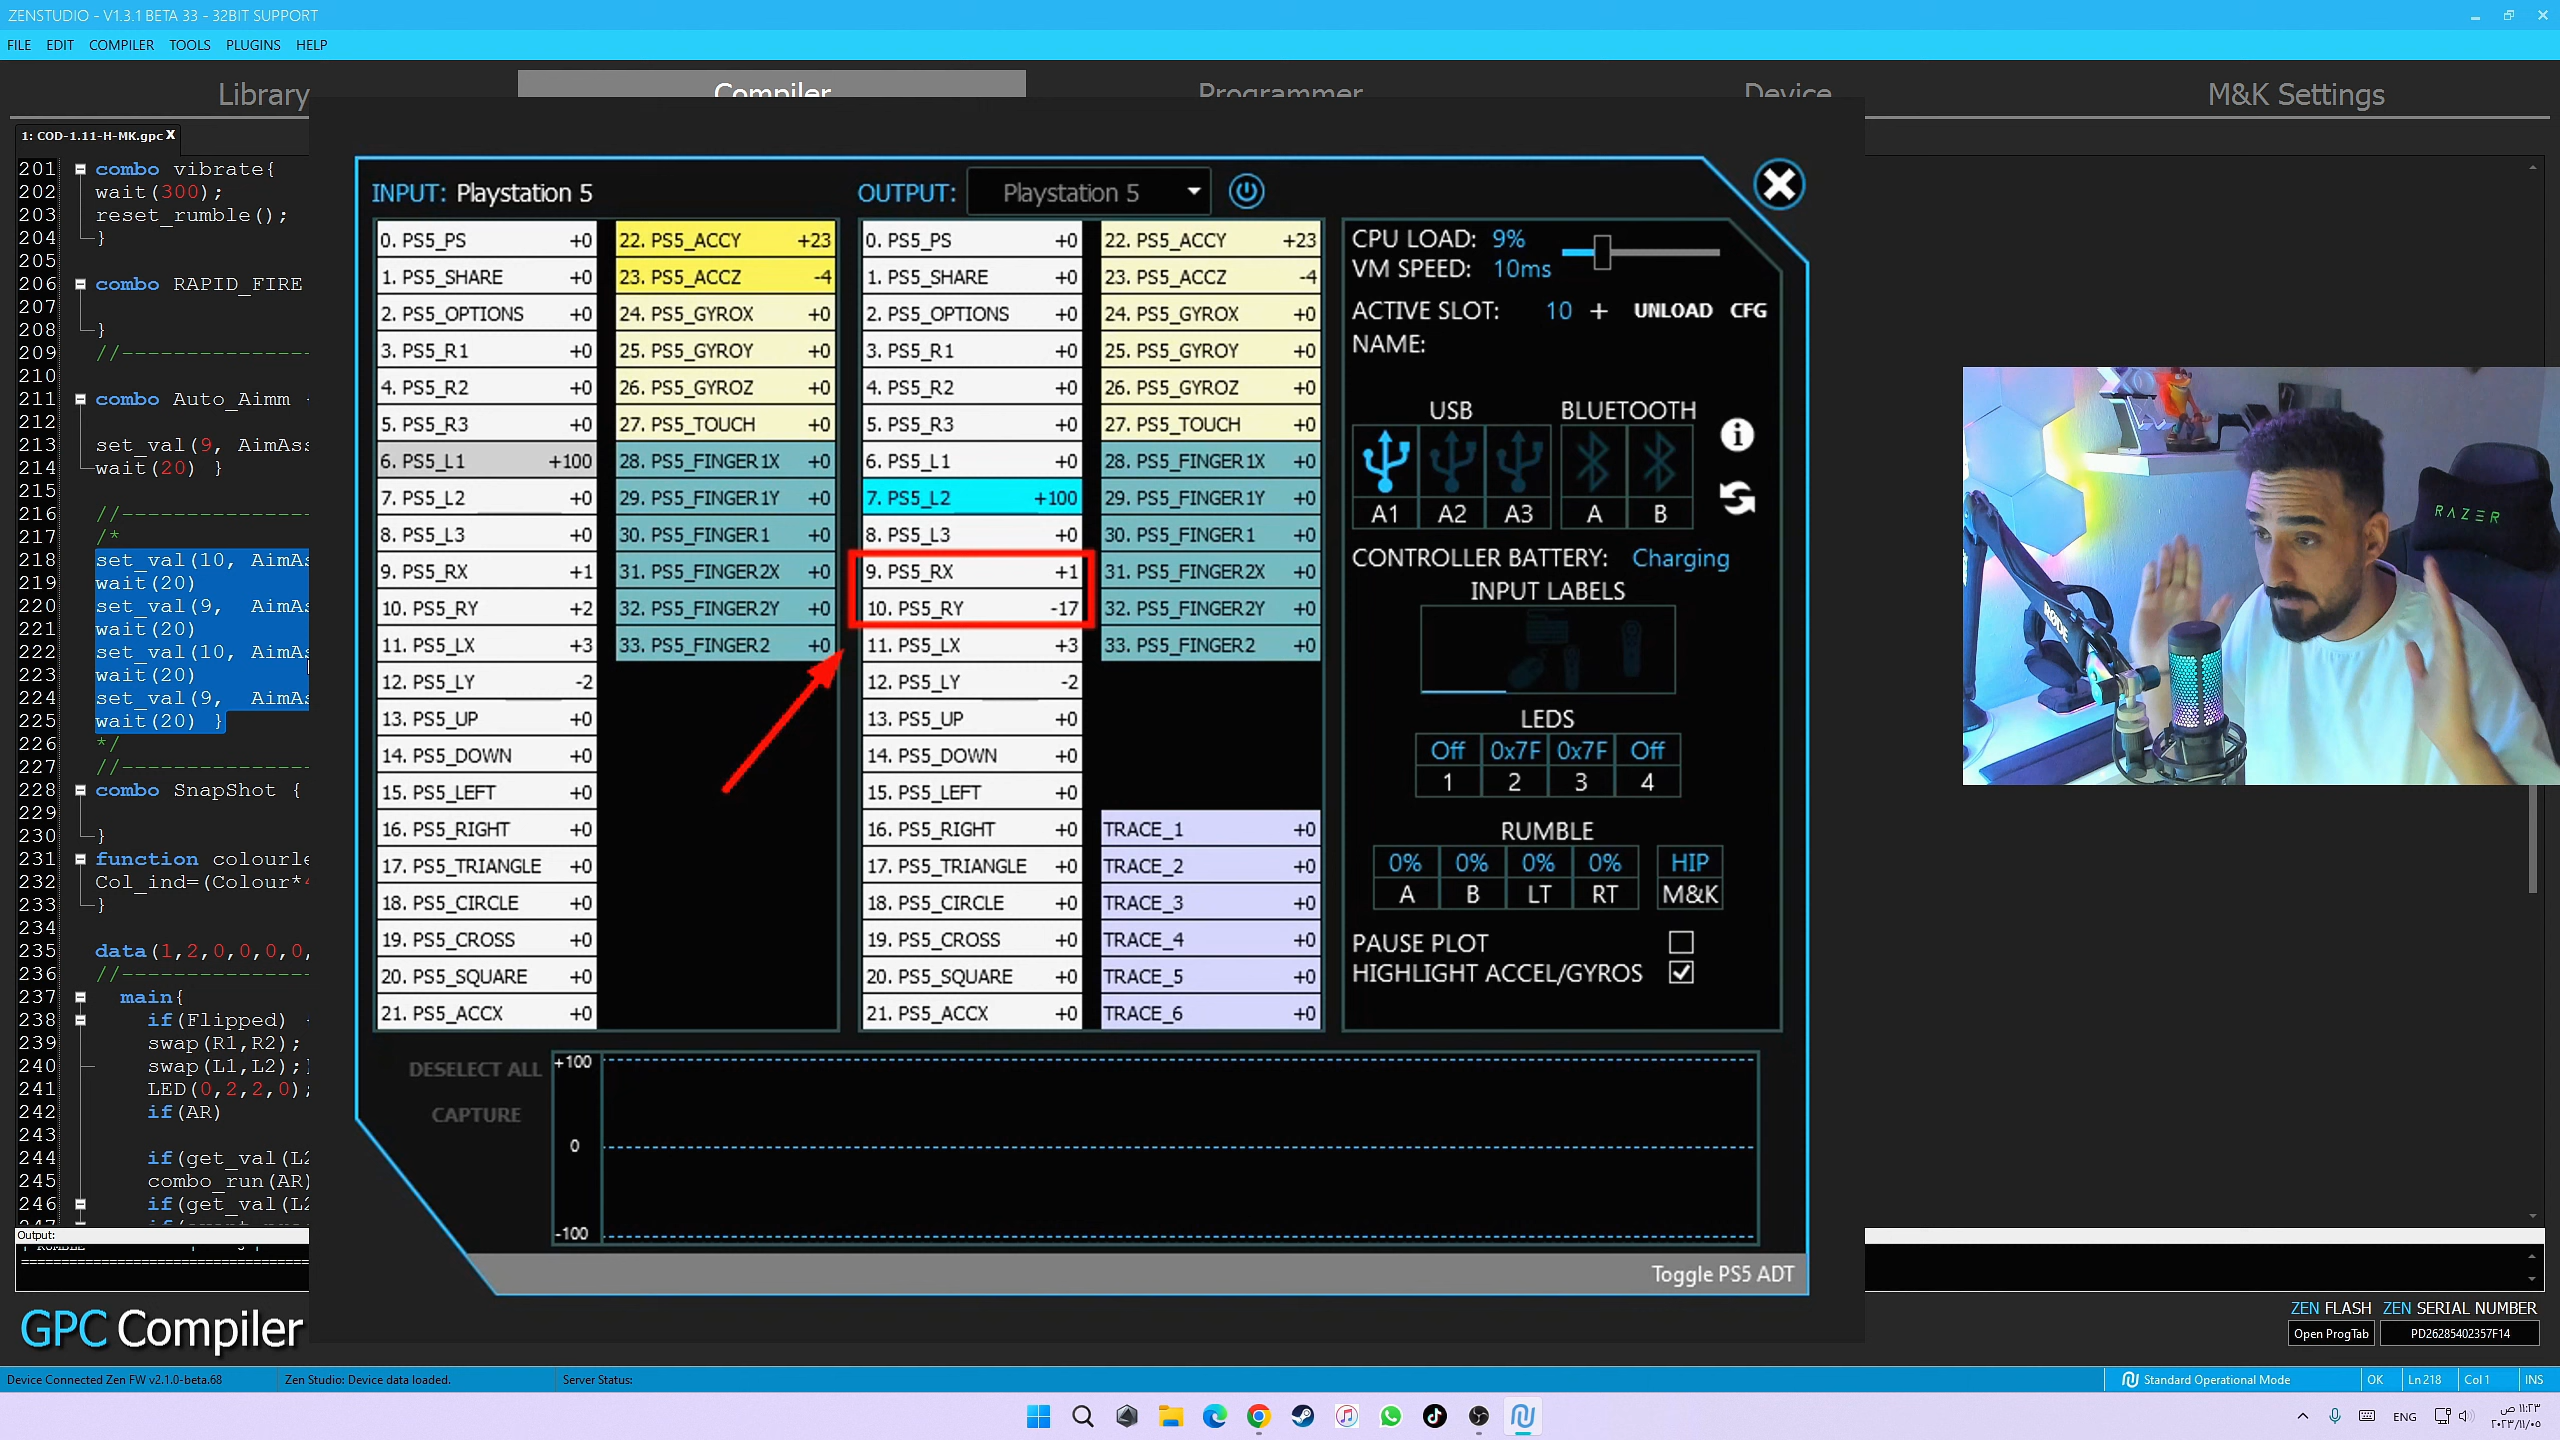 ZENSTUDIO - V1.3.1 BETA 33 - 32BIT SUPPORT
FILE EDIT COMPILER TOOLS PLUGINS HELP
Library Compiler Programmer Device M&K Settings
1: COD-1.11-H-MK.gpc X
201 combo vibrate{
202 wait(300);
203 reset_rumble();
204 }
205
206 combo RAPID_FIRE
207
208 }
209 //----------------
210
211 combo Auto_Aimm
212
213 set_val(9, AimAss
214 wait(20) }
215
216 //----------------
217 /*
218 set_val(10, AimAs
219 wait(20)
220 set_val(9, AimAs
221 wait(20)
222 set_val(10, AimAs
223 wait(20)
224 set_val(9, AimAs
225 wait(20) }
226 */
227 //----------------
228 combo SnapShot {
229
230 }
231 function colourle
232 Col_ind=(Colour*4
233 }
234
235 data(1,2,0,0,0,0,
236 //----------------
237 main{
238 if(Flipped)
239 swap(R1,R2);
240 swap(L1,L2);
241 LED(0,2,2,0);
242 if(AR)
243
244 if(get_val(L2
245 combo_run(AR)
246 if(get_val(L2
INPUT: Playstation 5
0. PS5_PS +0
1. PS5_SHARE +0
2. PS5_OPTIONS +0
3. PS5_R1 +0
4. PS5_R2 +0
5. PS5_R3 +0
6. PS5_L1 +100
7. PS5_L2 +0
8. PS5_L3 +0
9. PS5_RX +1
10. PS5_RY +2
11. PS5_LX +3
12. PS5_LY -2
13. PS5_UP +0
14. PS5_DOWN +0
15. PS5_LEFT +0
16. PS5_RIGHT +0
17. PS5_TRIANGLE +0
18. PS5_CIRCLE +0
19. PS5_CROSS +0
20. PS5_SQUARE +0
21. PS5_ACCX +0
22. PS5_ACCY +23
23. PS5_ACCZ -4
24. PS5_GYROX +0
25. PS5_GYROY +0
26. PS5_GYROZ +0
27. PS5_TOUCH +0
28. PS5_FINGER1X +0
29. PS5_FINGER1Y +0
30. PS5_FINGER1 +0
31. PS5_FINGER2X +0
32. PS5_FINGER2Y +0
33. PS5_FINGER2 +0
OUTPUT: Playstation 5
0. PS5_PS +0
1. PS5_SHARE +0
2. PS5_OPTIONS +0
3. PS5_R1 +0
4. PS5_R2 +0
5. PS5_R3 +0
6. PS5_L1 +0
7. PS5_L2 +100
8. PS5_L3 +0
9. PS5_RX +1
10. PS5_RY -17
11. PS5_LX +3
12. PS5_LY -2
13. PS5_UP +0
14. PS5_DOWN +0
15. PS5_LEFT +0
16. PS5_RIGHT +0
17. PS5_TRIANGLE +0
18. PS5_CIRCLE +0
19. PS5_CROSS +0
20. PS5_SQUARE +0
21. PS5_ACCX +0
22. PS5_ACCY +23
23. PS5_ACCZ -4
24. PS5_GYROX +0
25. PS5_GYROY +0
26. PS5_GYROZ +0
27. PS5_TOUCH +0
28. PS5_FINGER1X +0
29. PS5_FINGER1Y +0
30. PS5_FINGER1 +0
31. PS5_FINGER2X +0
32. PS5_FINGER2Y +0
33. PS5_FINGER2 +0
TRACE_1 +0
TRACE_2 +0
TRACE_3 +0
TRACE_4 +0
TRACE_5 +0
TRACE_6 +0
CPU LOAD: 9%
VM SPEED: 10ms
ACTIVE SLOT: 10 + UNLOAD CFG
NAME:
USB BLUETOOTH
A1 A2 A3 A B
CONTROLLER BATTERY: Charging
INPUT LABELS
LEDS
Off 0x7F 0x7F Off
1 2 3 4
RUMBLE
0% 0% 0% 0% HIP
A B LT RT M&K
PAUSE PLOT
HIGHLIGHT ACCEL/GYROS
DESELECT ALL
CAPTURE
+100
0
-100
Toggle PS5 ADT
RAZER
RØDE
Output:
GPC Compiler
ZEN FLASH ZEN SERIAL NUMBER
Open ProgTab PD26285402357F14
Device Connected Zen FW v2.1.0-beta.68 Zen Studio: Device data loaded. Server Status: Standard Operational Mode OK Ln 218 Col 1 INS
ENG
١١:٢٣ ص
٢٠٢٣/١١/٠٥